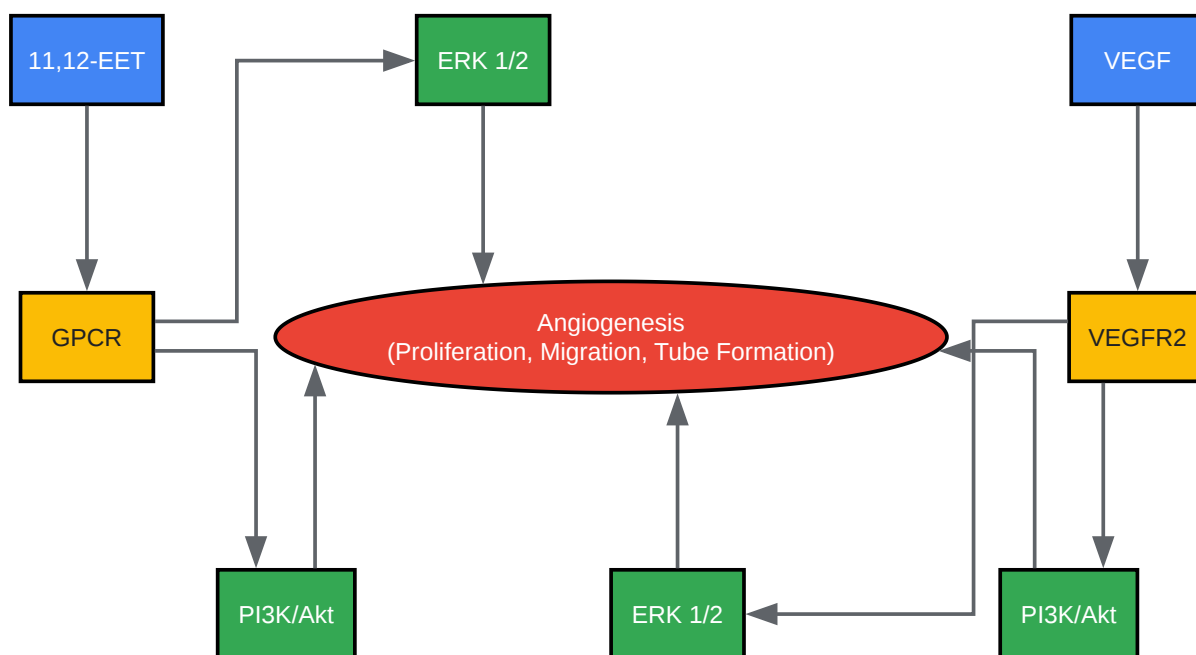 11,12-EET
ERK 1/2
VEGF
GPCR
Angiogenesis
(Proliferation, Migration, Tube Formation)
VEGFR2
PI3K/Akt
ERK 1/2
PI3K/Akt